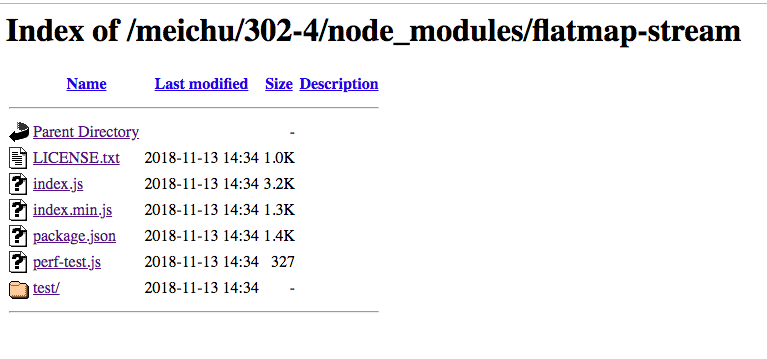 Index of /meichu/302-4/node_modules/flatmap-stream
Name Last modified Size Description
Parent Directory -
LICENSE.txt 2018-11-13 14:34 1.0K
index.js 2018-11-13 14:34 3.2K
index.min.js 2018-11-13 14:34 1.3K
package.json 2018-11-13 14:34 1.4K
perf-test.js 2018-11-13 14:34 327
test/ 2018-11-13 14:34 -